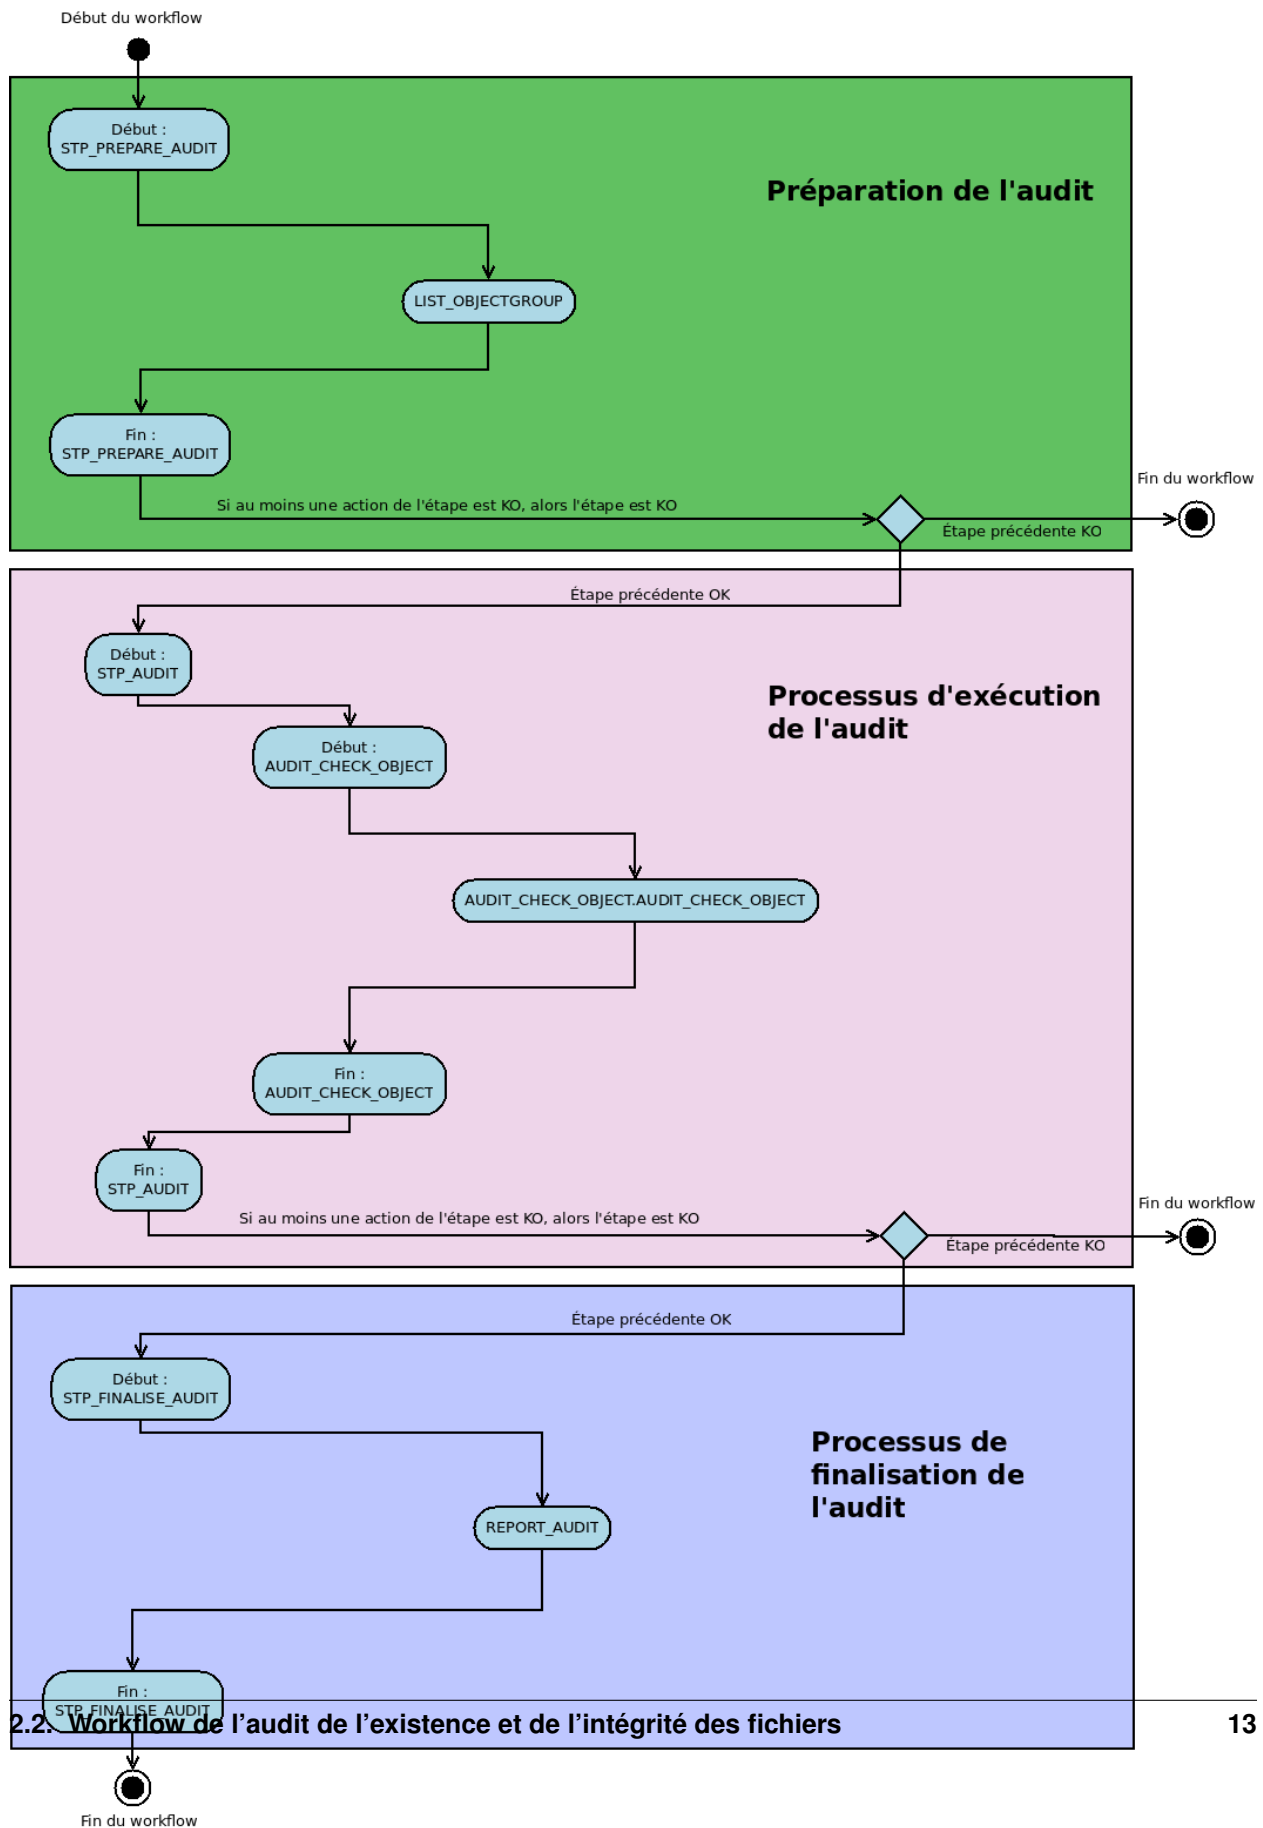 Début du workflow
Début :
STP_PREPARE_AUDIT
Préparation de l'audit
LIST_OBJECTGROUP
Fin :
STP_PREPARE_AUDIT
Fin du workflow
Si au moins une action de l'étape est KO, alors l'étape est KO
Étape précédente KO
Étape précédente OK
Début :
STP_AUDIT
Processus d'exécution
de l'audit
Début :
AUDIT_CHECK_OBJECT
AUDIT_CHECK_OBJECT.AUDIT_CHECK_OBJECT
Fin :
AUDIT_CHECK_OBJECT
Fin :
STP_AUDIT
Fin du workflow
Si au moins une action de l'étape est KO, alors l'étape est KO
Étape précédente KO
Étape précédente OK
Début :
STP_FINALISE_AUDIT
Processus de
finalisation de
l'audit
REPORT_AUDIT
Fin :
STP_FINALISE_AUDIT
2.2. Workflow de l’audit de l’existence et de l’intégrité des fichiers 13
Fin du workflow